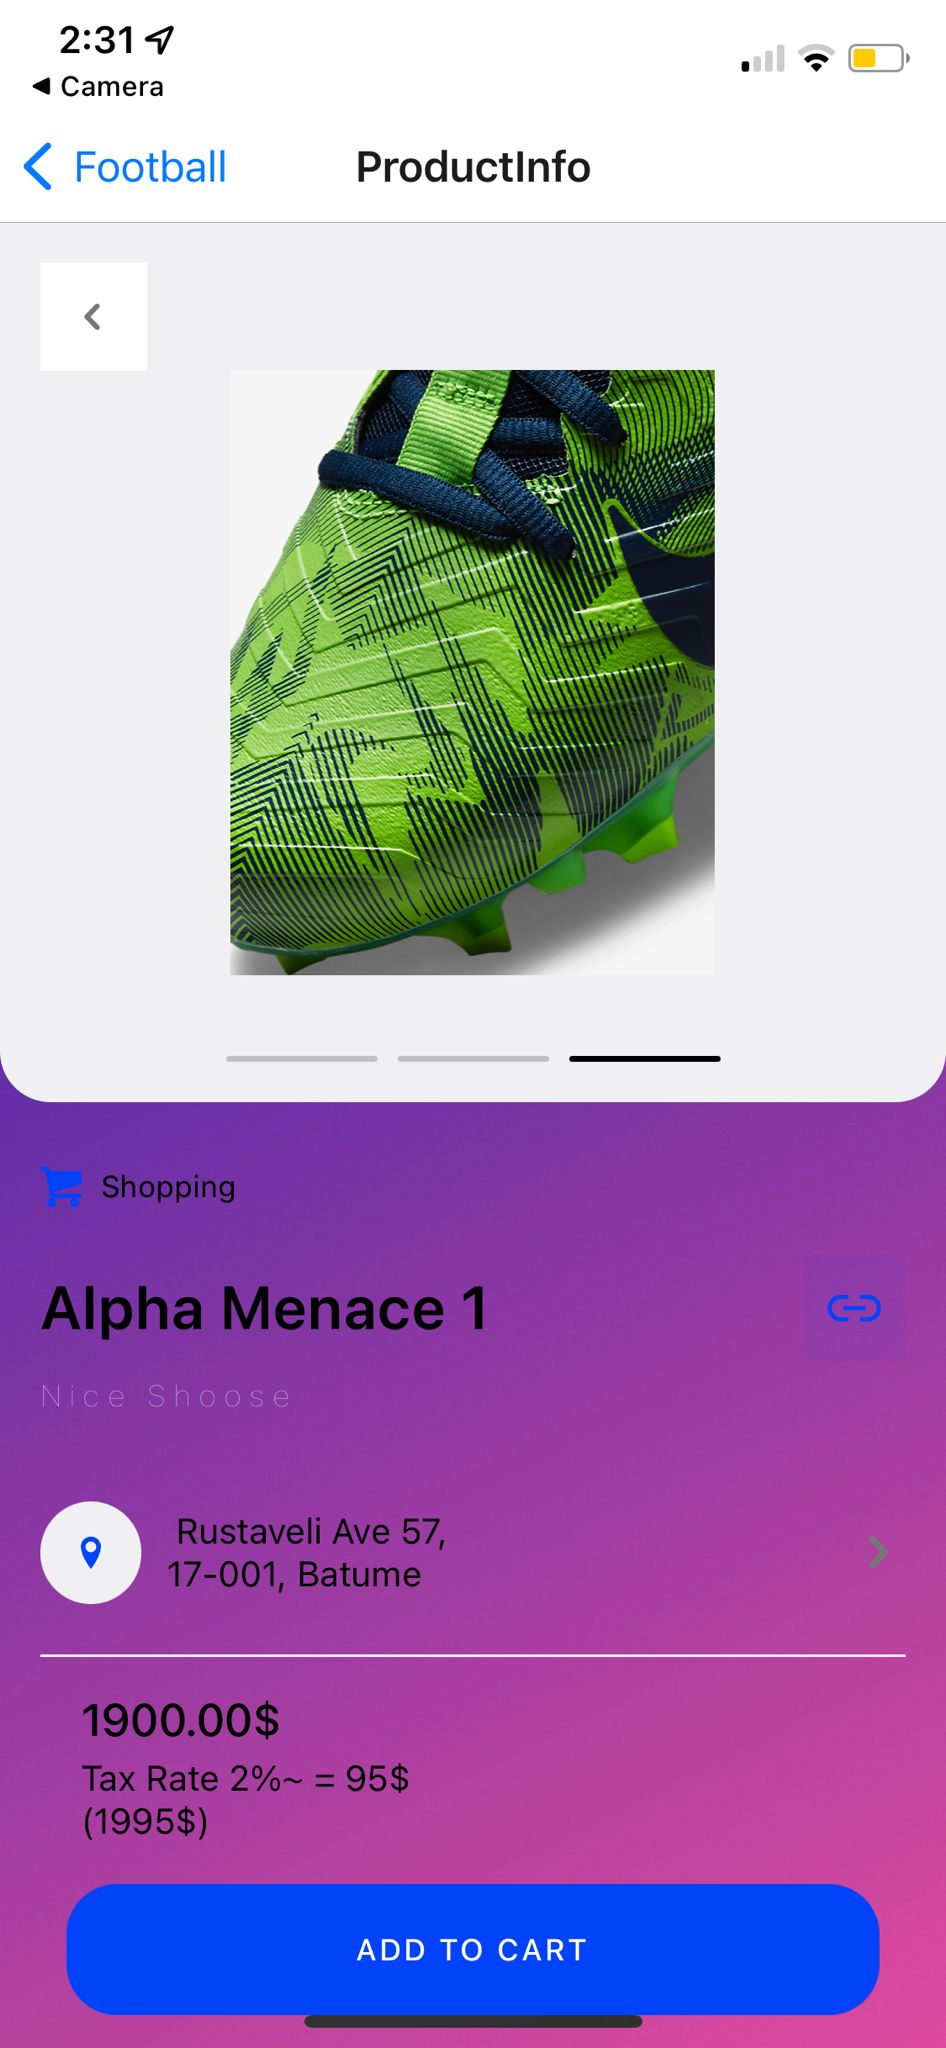 2:31
Camera
Football
ProductInfo
Shopping
Alpha Menace 1
Nice Shoose
Rustaveli Ave 57,
17-001, Batume
1900.00$
Tax Rate 2%~ = 95$
(1995$)
ADD TO CART